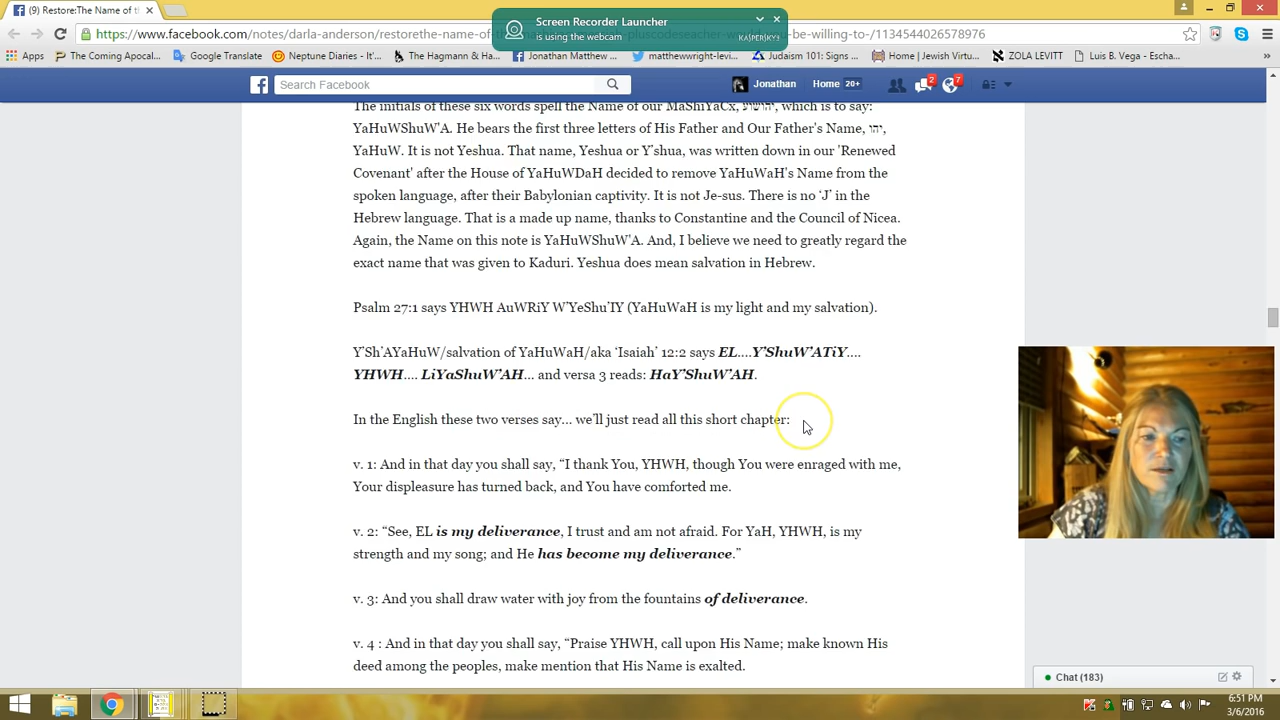 Screen Recorder Launcher
is using the webcam
KASPERSKY
(9) Restore:The Name of t
https://www.facebook.com/notes/darla-anderson/restorethe-name-of-
-would-you-be-willing-to-/1134544026578976
Apps
The Coming Apocal...
Google Translate
Neptune Diaries - It'...
The Hagmann & H...
Jonathan Matthew...
matthewwright-levi...
Judaism 101: Signs...
Home | Jewish Virtu...
ZOLA LEVITT
Luis B. Vega - Escha...
Search Facebook
Jonathan
Home 20+
2
7
The initials of these six words spell the Name of our MaShiYaCx, יהושוע, which is to say:
YaHuWShuW'A. He bears the first three letters of His Father and Our Father's Name, יהו,
YaHuW. It is not Yeshua. That name, Yeshua or Y'shua, was written down in our 'Renewed
Covenant' after the House of YaHuWDaH decided to remove YaHuWaH's Name from the
spoken language, after their Babylonian captivity. It is not Je-sus. There is no 'J' in the
Hebrew language. That is a made up name, thanks to Constantine and the Council of Nicea.
Again, the Name on this note is YaHuWShuW'A. And, I believe we need to greatly regard the
exact name that was given to Kaduri. Yeshua does mean salvation in Hebrew.
Psalm 27:1 says YHWH AuWRiY W'YeShu'IY (YaHuWaH is my light and my salvation).
Y'Sh'AYaHuW/salvation of YaHuWaH/aka 'Isaiah' 12:2 says EL....Y'ShuW'ATiY....
YHWH.... LiYaShuW'AH... and versa 3 reads: HaY'ShuW'AH.
In the English these two verses say... we'll just read all this short chapter:
v. 1: And in that day you shall say, "I thank You, YHWH, though You were enraged with me,
Your displeasure has turned back, and You have comforted me.
v. 2: "See, EL is my deliverance, I trust and am not afraid. For YaH, YHWH, is my
strength and my song; and He has become my deliverance."
v. 3: And you shall draw water with joy from the fountains of deliverance.
v. 4 : And in that day you shall say, "Praise YHWH, call upon His Name; make known His
deed among the peoples, make mention that His Name is exalted.
Chat (183)
6:51 PM
3/6/2016